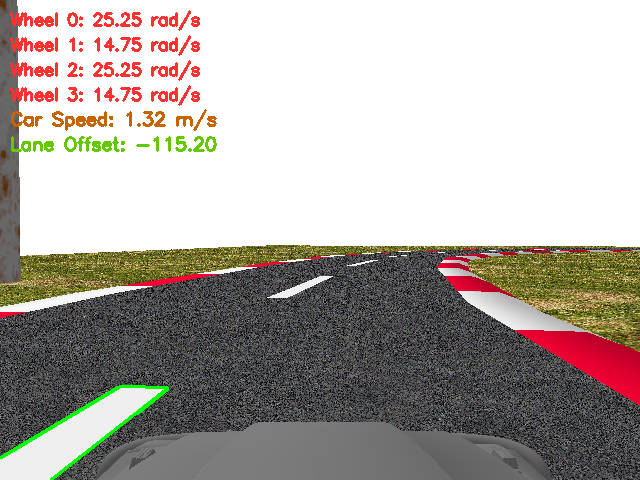 Wheel 0: 25.25 rad/s
Wheel 1: 14.75 rad/s
Wheel 2: 25.25 rad/s
Wheel 3: 14.75 rad/s
Car Speed: 1.32 m/s
Lane Offset: -115.20